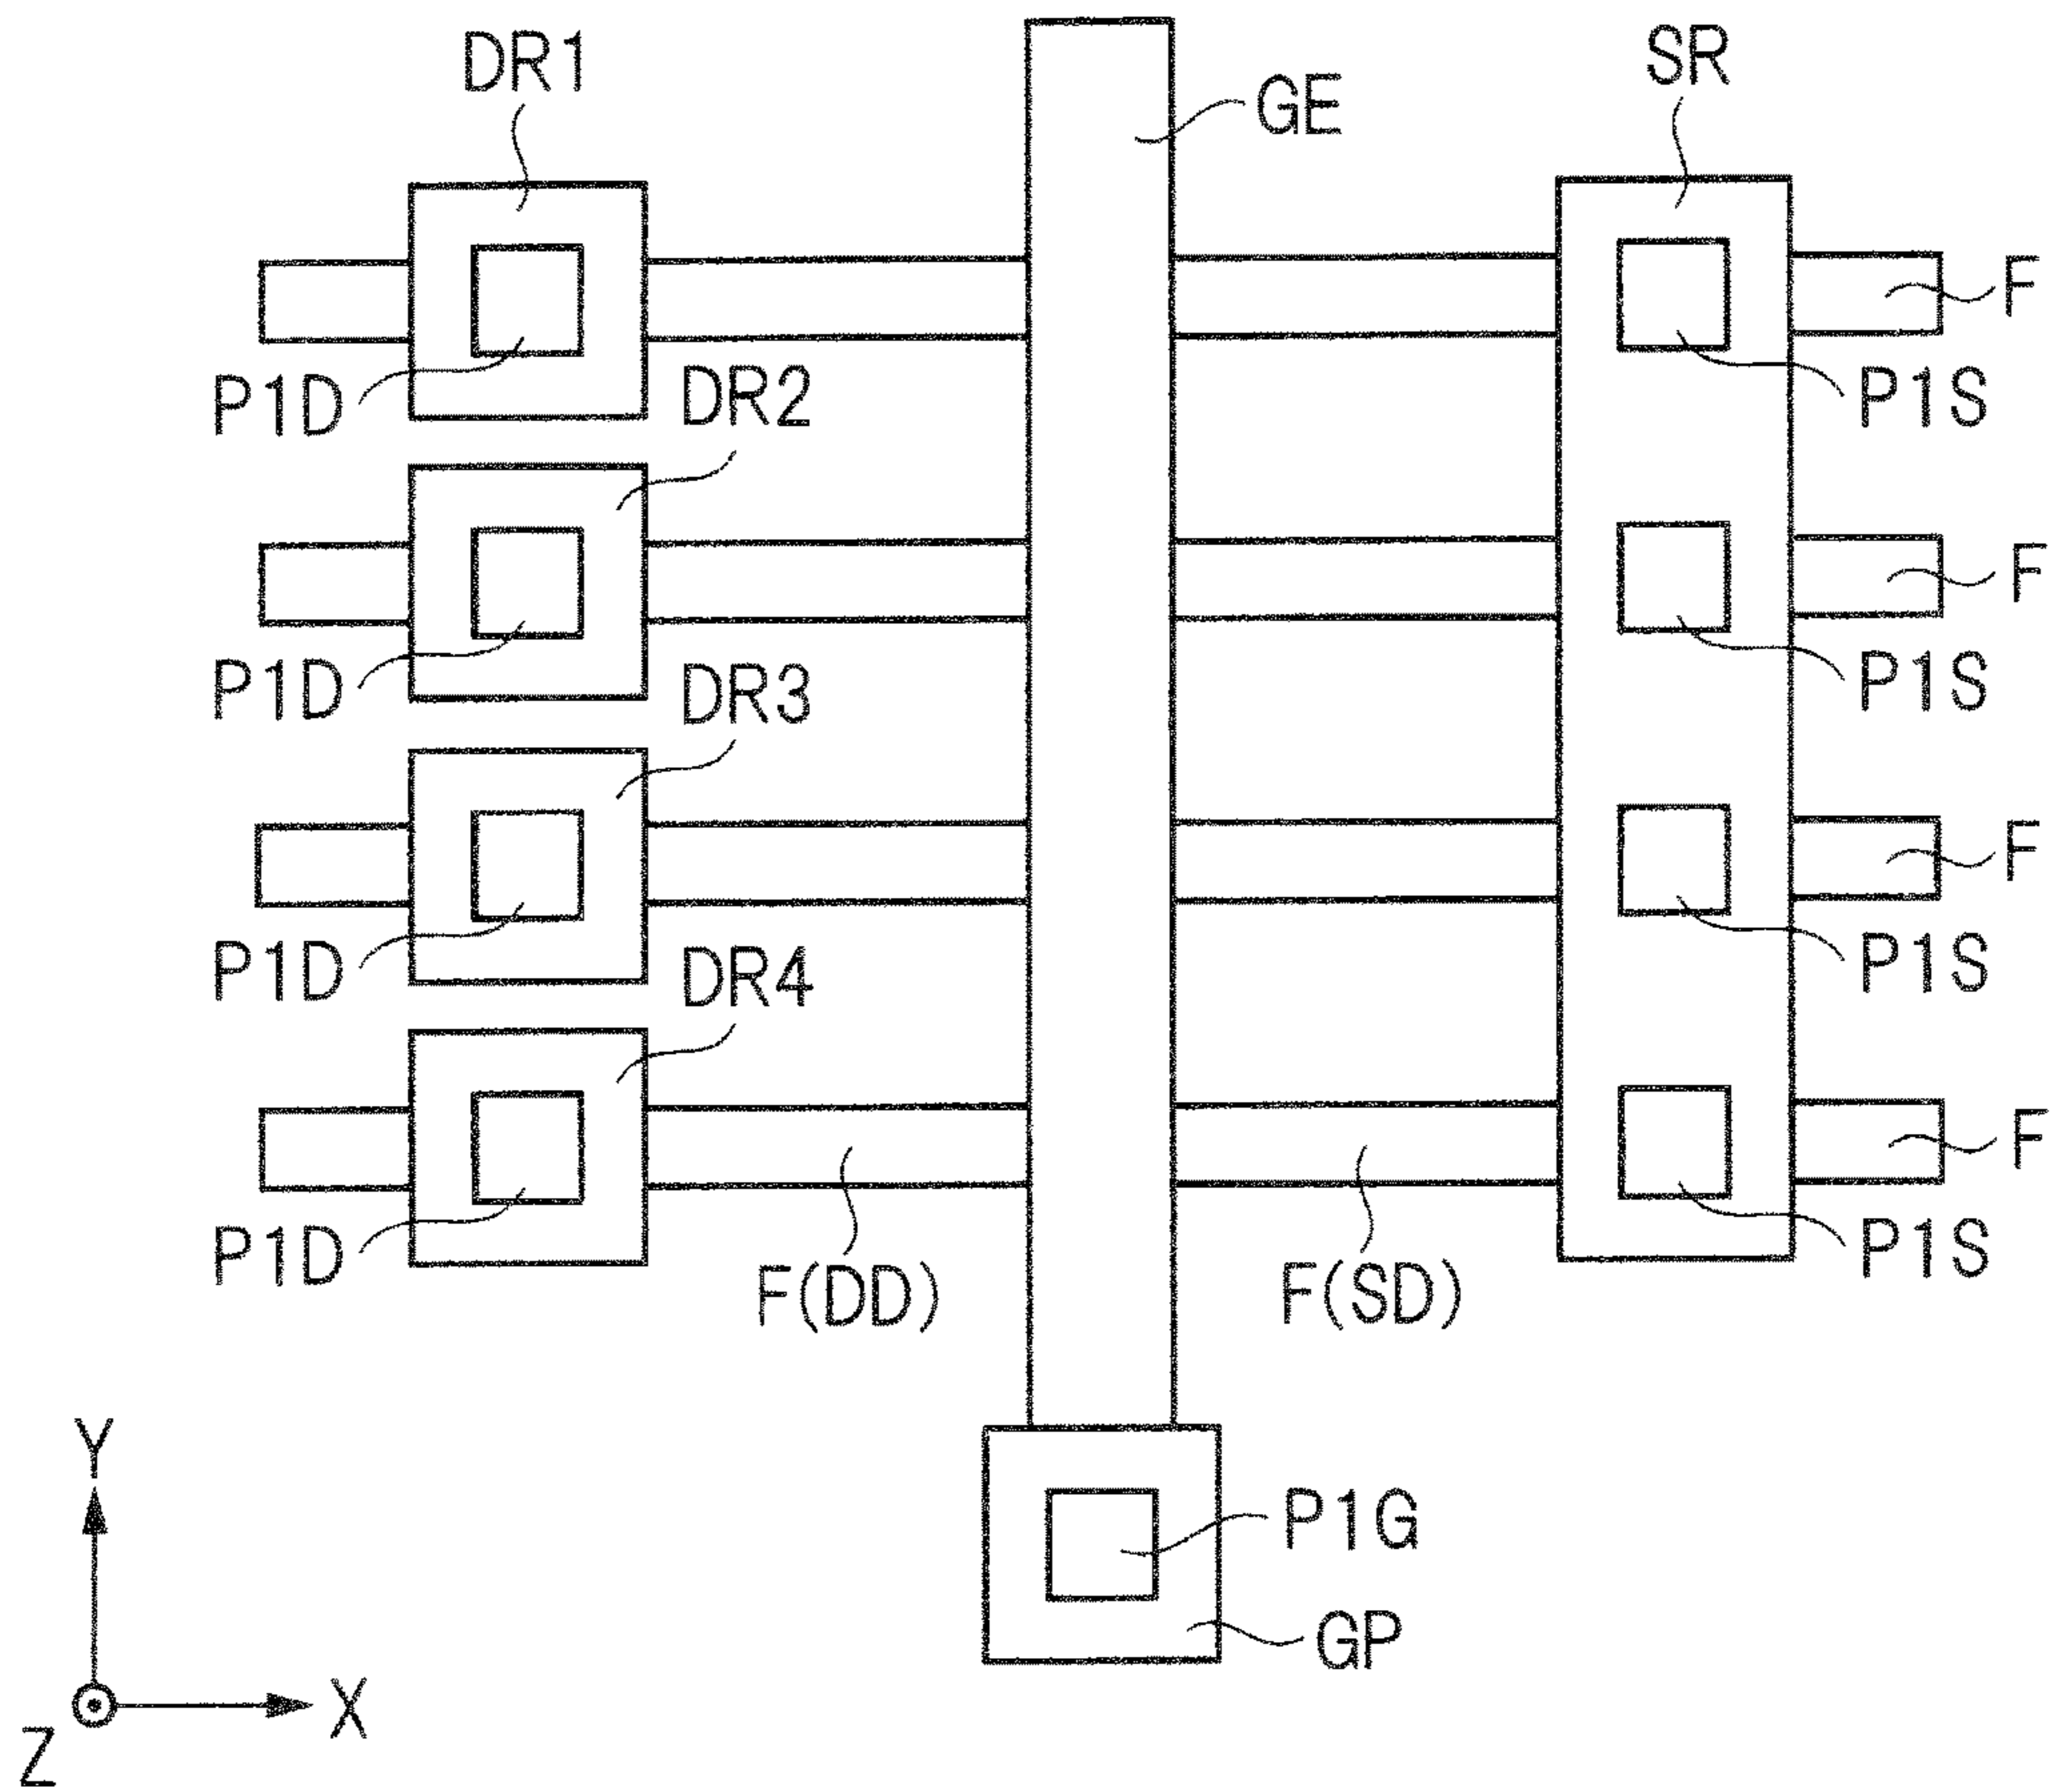 DR1
SR
GE
F
P1D
DR2
P1S
F
P1D
DR3
P1S
F
P1D
DR4
P1S
F
P1D
F(DD)
F(SD)
P1S
Y
P1G
GP
X
Z